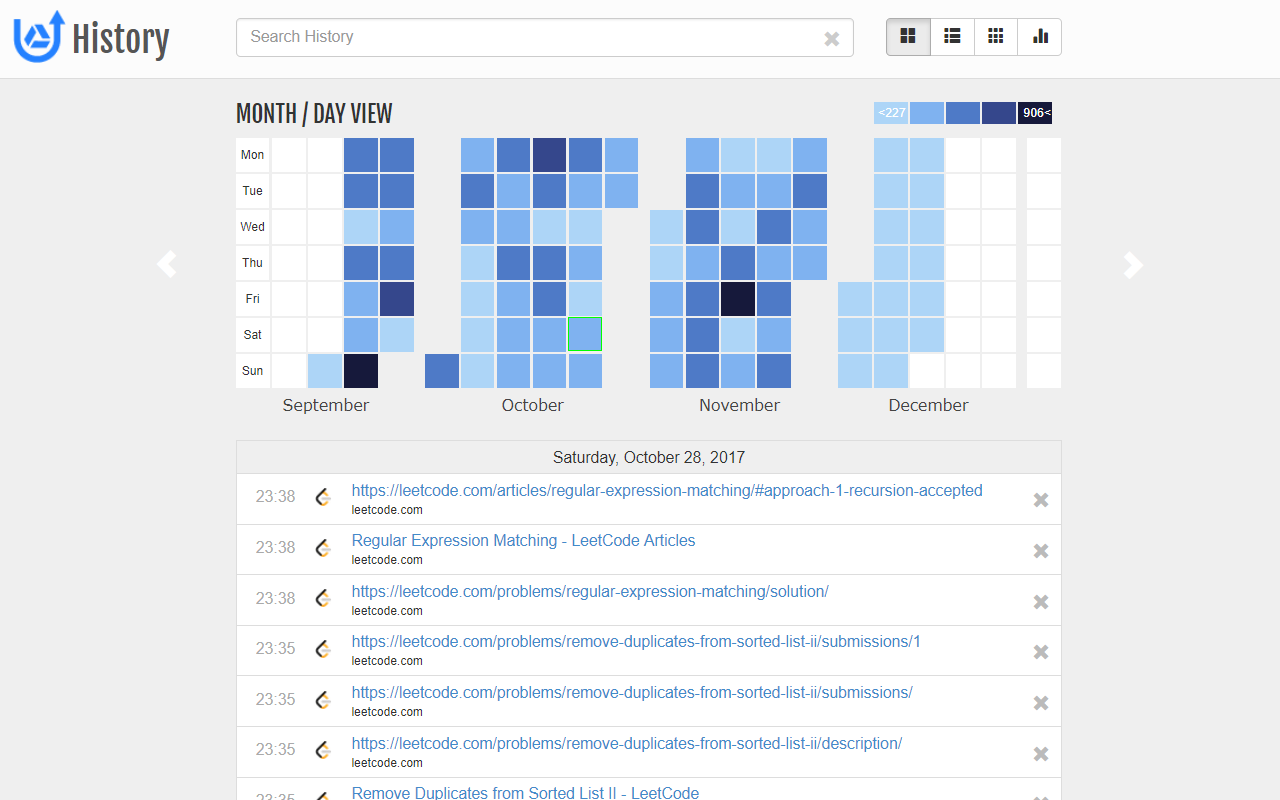 History
Search History
MONTH / DAY VIEW
<227
906<
Mon
Tue
Wed
Thu
Fri
Sat
Sun
September
October
November
December
Saturday, October 28, 2017
23:38
https://leetcode.com/articles/regular-expression-matching/#approach-1-recursion-accepted
leetcode.com
23:38
Regular Expression Matching - LeetCode Articles
leetcode.com
23:38
https://leetcode.com/problems/regular-expression-matching/solution/
leetcode.com
23:35
https://leetcode.com/problems/remove-duplicates-from-sorted-list-ii/submissions/1
leetcode.com
23:35
https://leetcode.com/problems/remove-duplicates-from-sorted-list-ii/submissions/
leetcode.com
23:35
https://leetcode.com/problems/remove-duplicates-from-sorted-list-ii/description/
leetcode.com
23:35
Remove Duplicates from Sorted List II - LeetCode